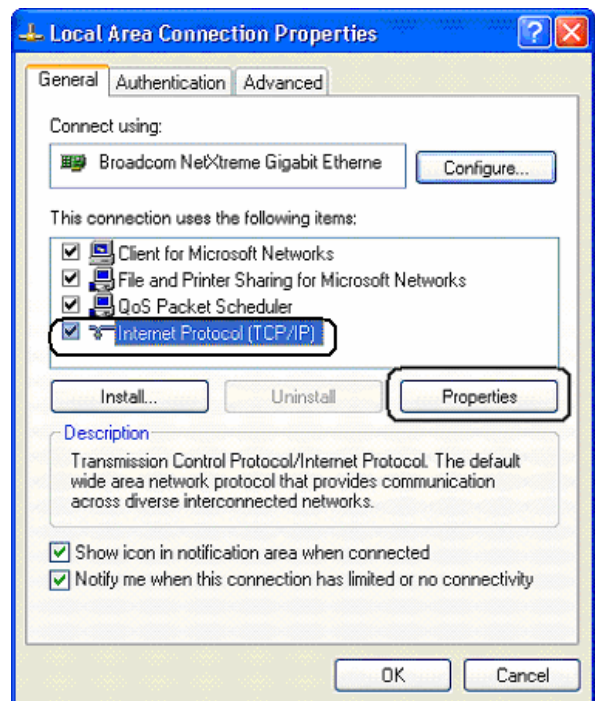 Local Area Connection Properties
General Authentication Advanced
Connect using:
Broadcom NetXtreme Gigabit Etherne Configure...
This connection uses the following items:
Client for Microsoft Networks
File and Printer Sharing for Microsoft Networks
QoS Packet Scheduler
Internet Protocol (TCP/IP)
Install... Uninstall Properties
Description
Transmission Control Protocol/Internet Protocol. The default
wide area network protocol that provides communication
across diverse interconnected networks.
Show icon in notification area when connected
Notify me when this connection has limited or no connectivity
OK Cancel